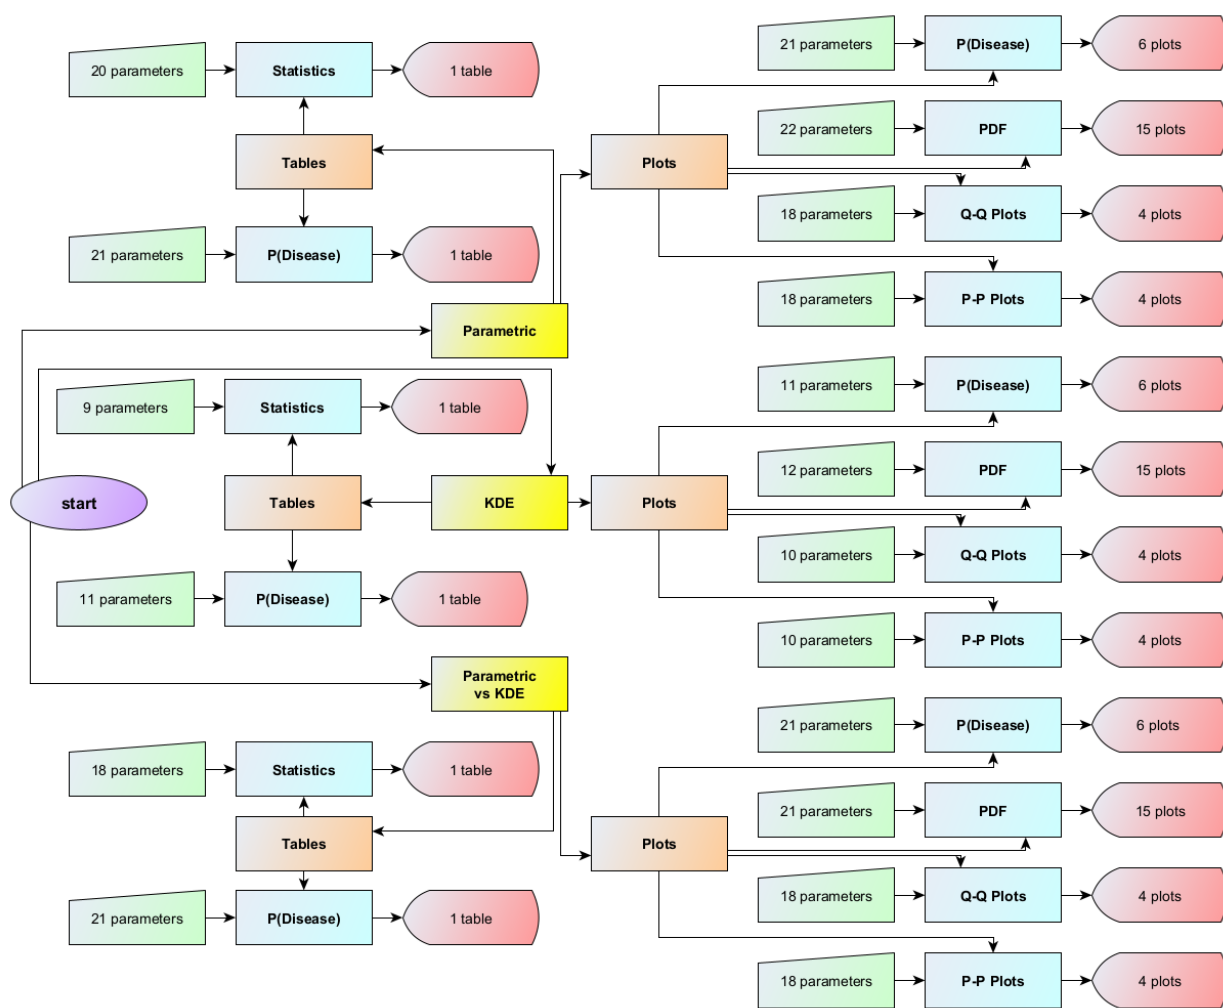 20 parameters
Statistics
1 table
Tables
21 parameters
P(Disease)
1 table
Parametric
Plots
21 parameters
P(Disease)
6 plots
22 parameters
PDF
15 plots
18 parameters
Q-Q Plots
4 plots
18 parameters
P-P Plots
4 plots
start
9 parameters
Statistics
1 table
Tables
KDE
11 parameters
P(Disease)
1 table
Plots
11 parameters
P(Disease)
6 plots
12 parameters
PDF
15 plots
10 parameters
Q-Q Plots
4 plots
10 parameters
P-P Plots
4 plots
Parametric
vs KDE
18 parameters
Statistics
1 table
Tables
21 parameters
P(Disease)
1 table
Plots
21 parameters
P(Disease)
6 plots
21 parameters
PDF
15 plots
18 parameters
Q-Q Plots
4 plots
18 parameters
P-P Plots
4 plots